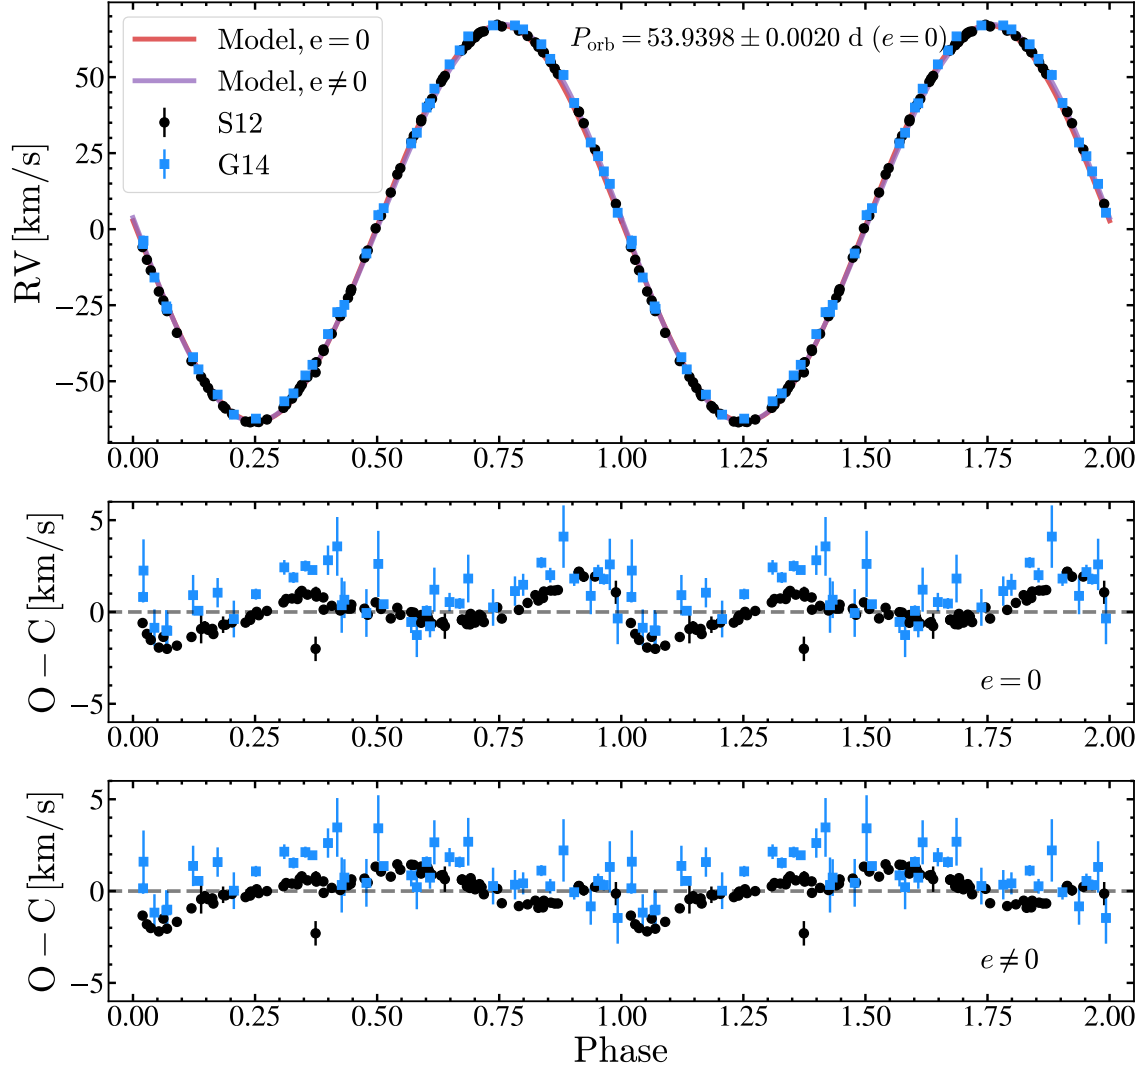 P_orb = 53.9398 ± 0.0020 d (e = 0)
Model, e = 0
Model, e ≠ 0
S12
G14
RV [km/s]
50
25
0
−25
−50
0.00 0.25 0.50 0.75 1.00 1.25 1.50 1.75 2.00
O − C [km/s]
5
0
−5
e = 0
0.00 0.25 0.50 0.75 1.00 1.25 1.50 1.75 2.00
O − C [km/s]
5
0
−5
e ≠ 0
0.00 0.25 0.50 0.75 1.00 1.25 1.50 1.75 2.00
Phase